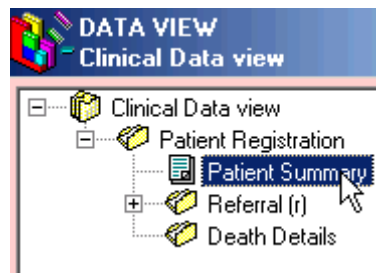 DATA VIEW
Clinical Data view
Clinical Data view
Patient Registration
Patient Summary
Referral (r)
Death Details